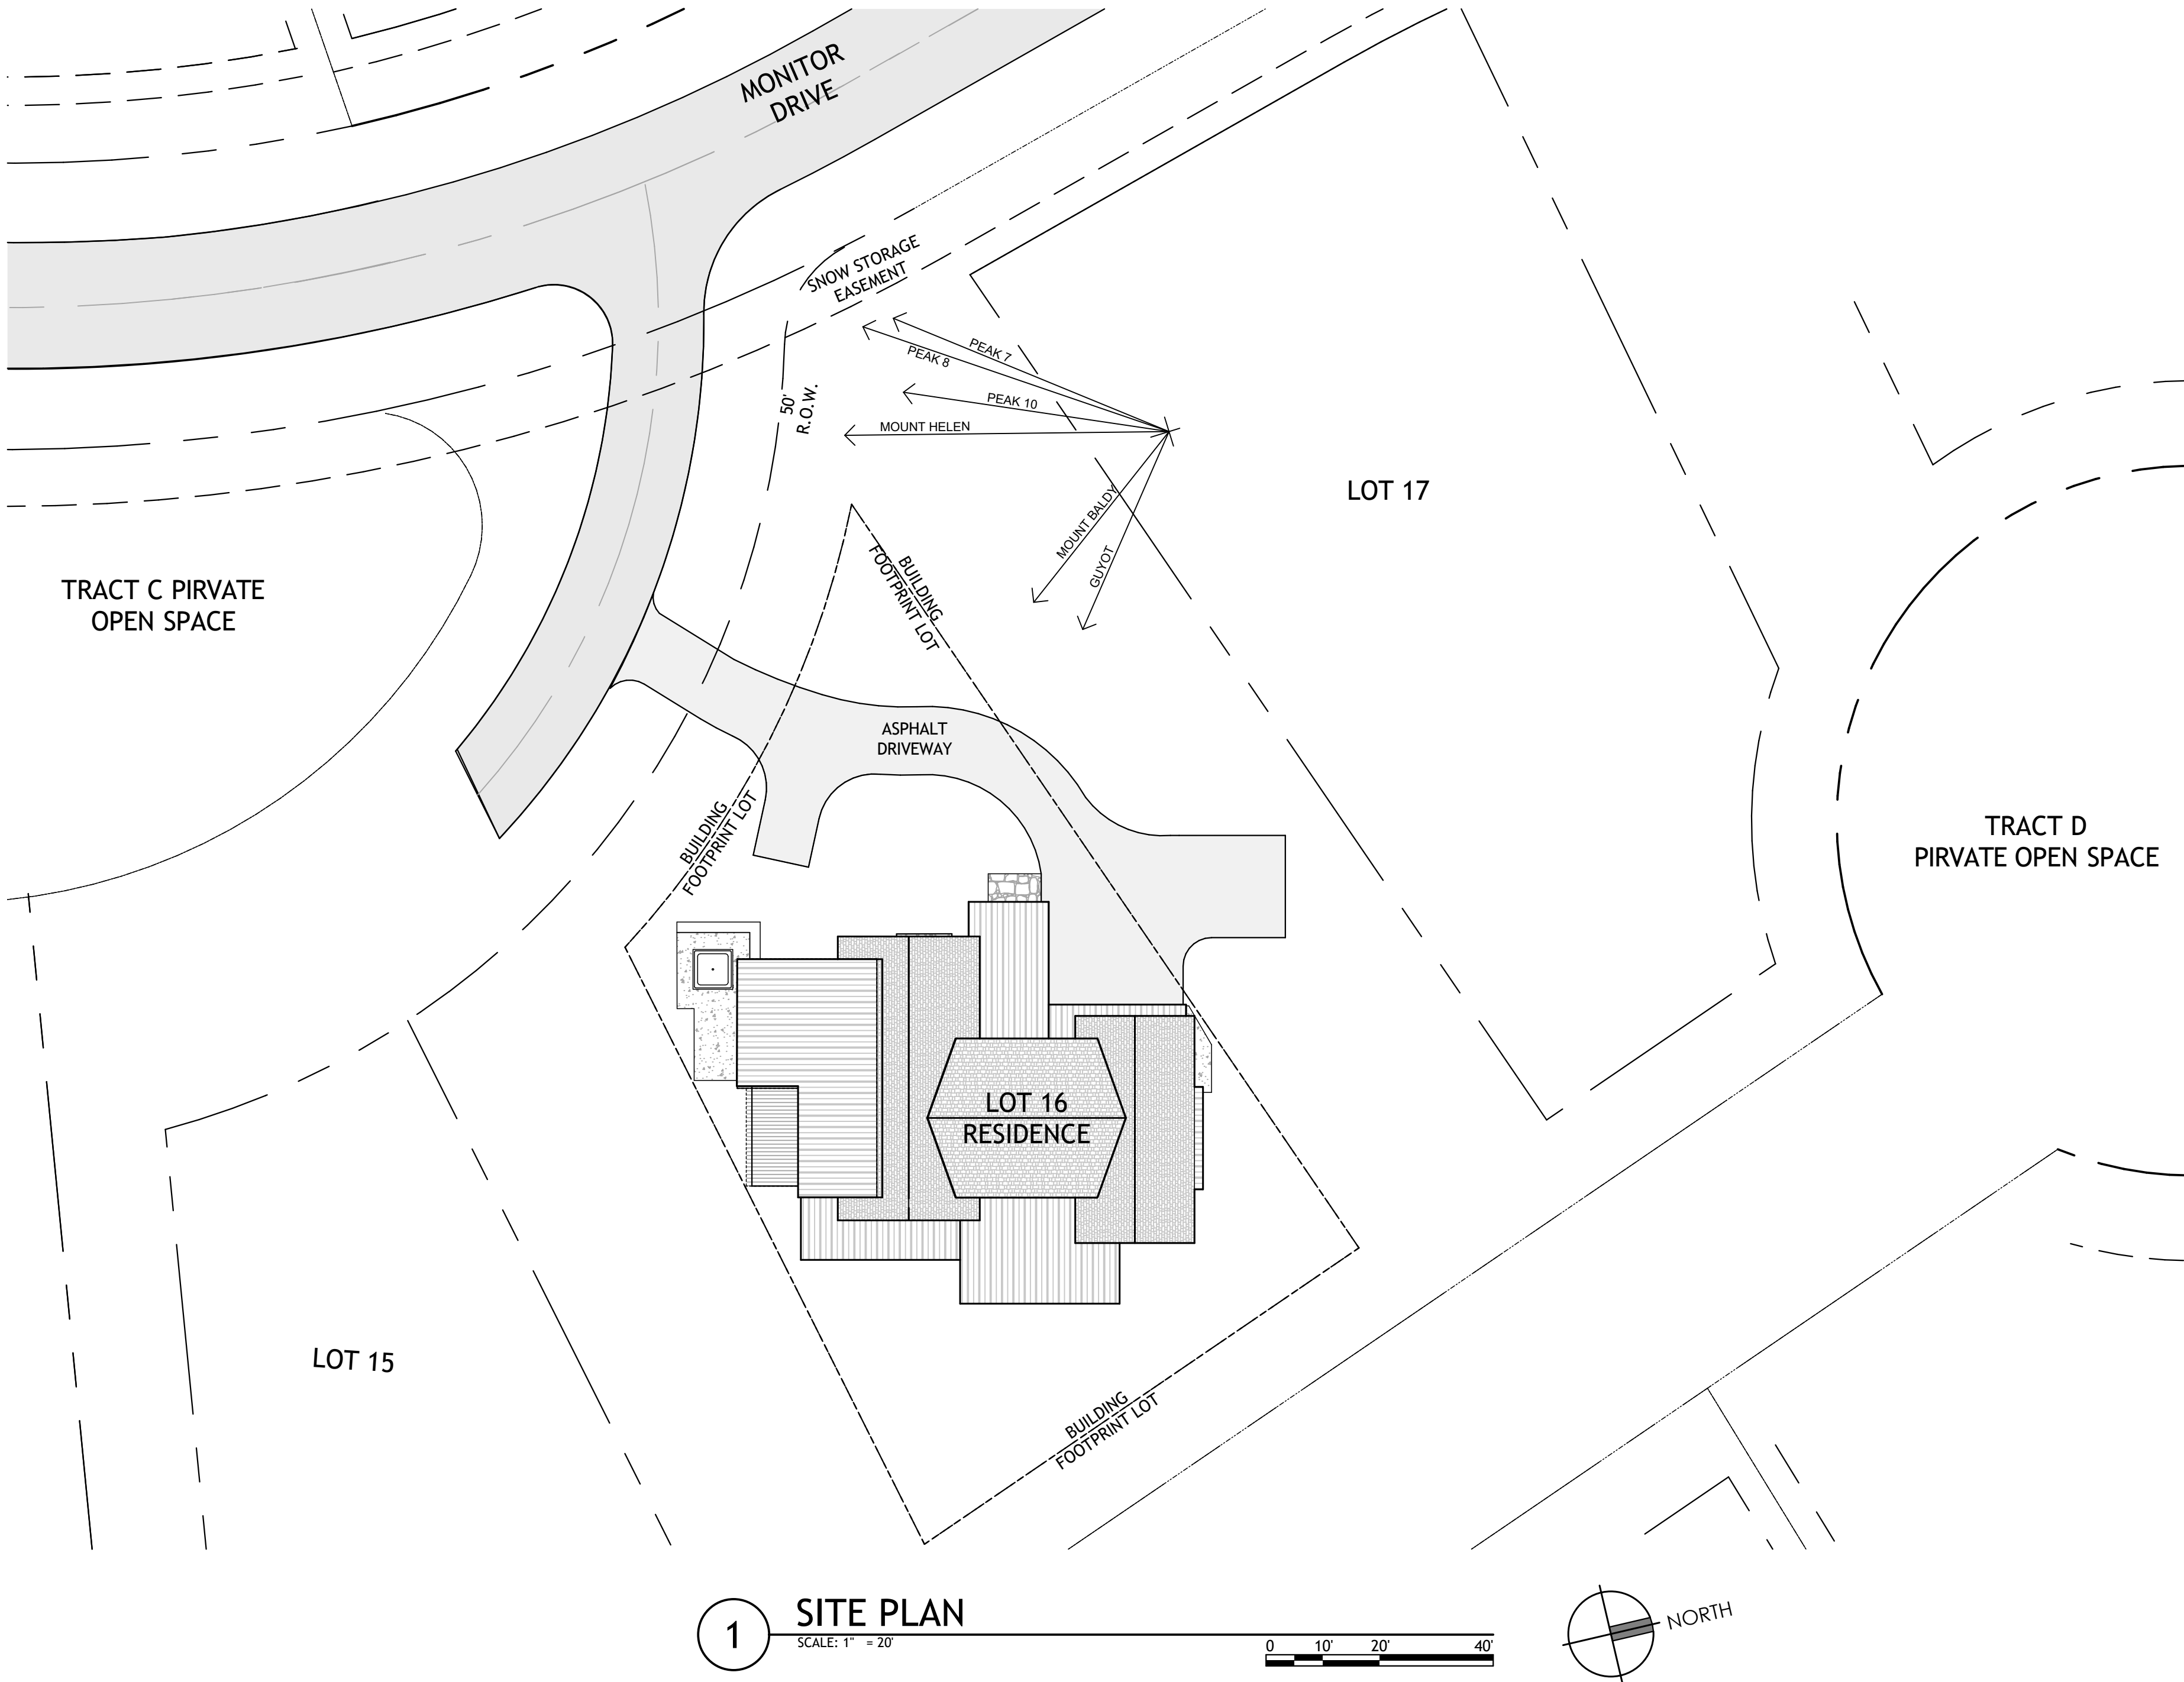 MONITOR
DRIVE
SNOW STORAGE
EASEMENT
PEAK 7
PEAK 8
PEAK 10
MOUNT HELEN
50'
R.O.W.
MOUNT BALDY
GUYOT
LOT 17
TRACT C PIRVATE
OPEN SPACE
BUILDING
FOOTPRINT LOT
ASPHALT
DRIVEWAY
BUILDING
FOOTPRINT LOT
TRACT D
PIRVATE OPEN SPACE
LOT 16
RESIDENCE
LOT 15
BUILDING
FOOTPRINT LOT
1
SITE PLAN
SCALE: 1" = 20'
0 10' 20' 40'
NORTH